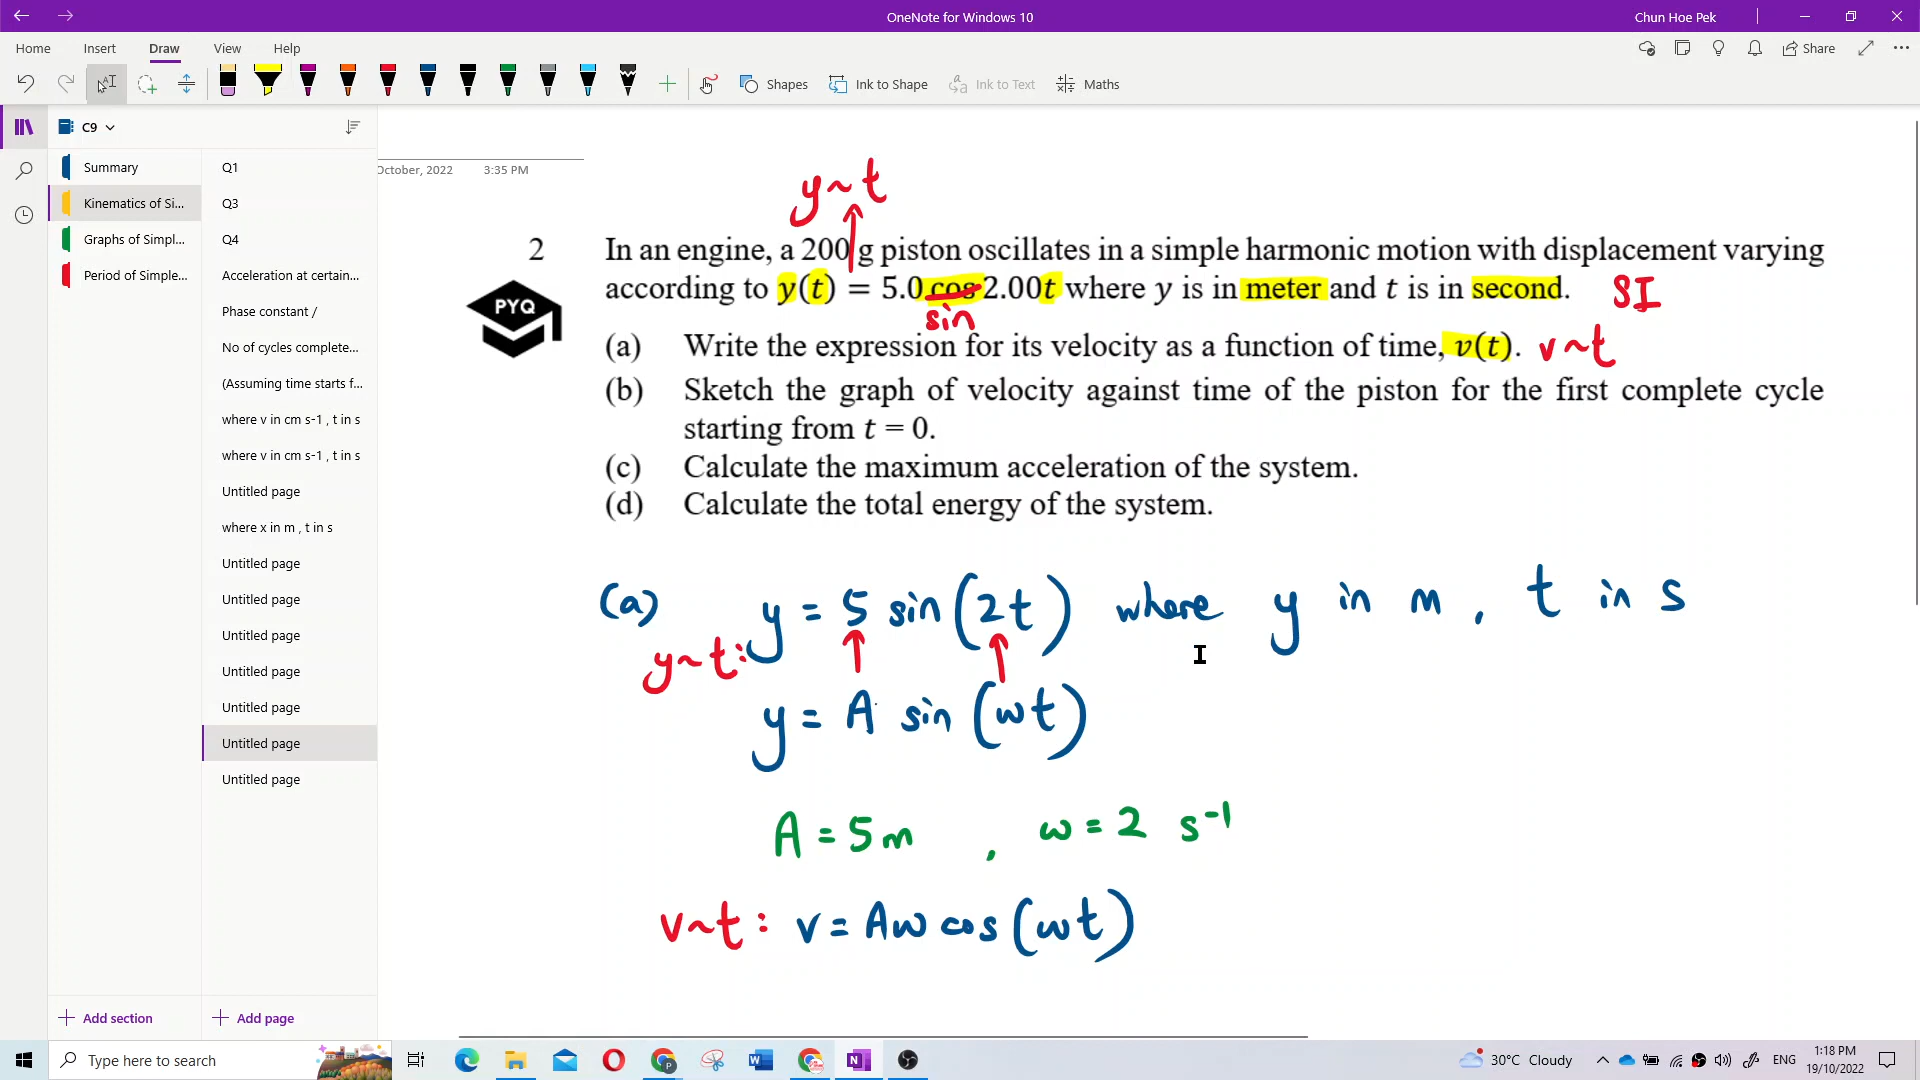 OneNote for Windows 10
Chun Hoe Pek
Home Insert Draw View Help
Share
Shapes Ink to Shape Ink to Text Maths
C9
Summary
Kinematics of Si...
Graphs of Simpl...
Period of Simple...
Q1
Q3
Q4
Acceleration at certain...
Phase constant /
No of cycles complete...
(Assuming time starts f...
where v in cm s-1 , t in s
where v in cm s-1 , t in s
Untitled page
where x in m , t in s
Untitled page
Untitled page
Untitled page
Untitled page
Untitled page
Untitled page
Untitled page
Add section
Add page
October, 2022 3:35 PM
y~t
2 In an engine, a 200 g piston oscillates in a simple harmonic motion with displacement varying
according to y(t) = 5.0 cos 2.00t where y is in meter and t is in second. SI
sin
PYQ
(a) Write the expression for its velocity as a function of time, v(t). v~t
(b) Sketch the graph of velocity against time of the piston for the first complete cycle
starting from t = 0.
(c) Calculate the maximum acceleration of the system.
(d) Calculate the total energy of the system.
(a) y = 5 sin (2t) where y in m , t in s
y~t:
y = A sin (ωt)
A = 5m , ω = 2 s⁻¹
v~t: v = Aω cos (ωt)
Type here to search
30°C Cloudy
ENG
1:18 PM
19/10/2022